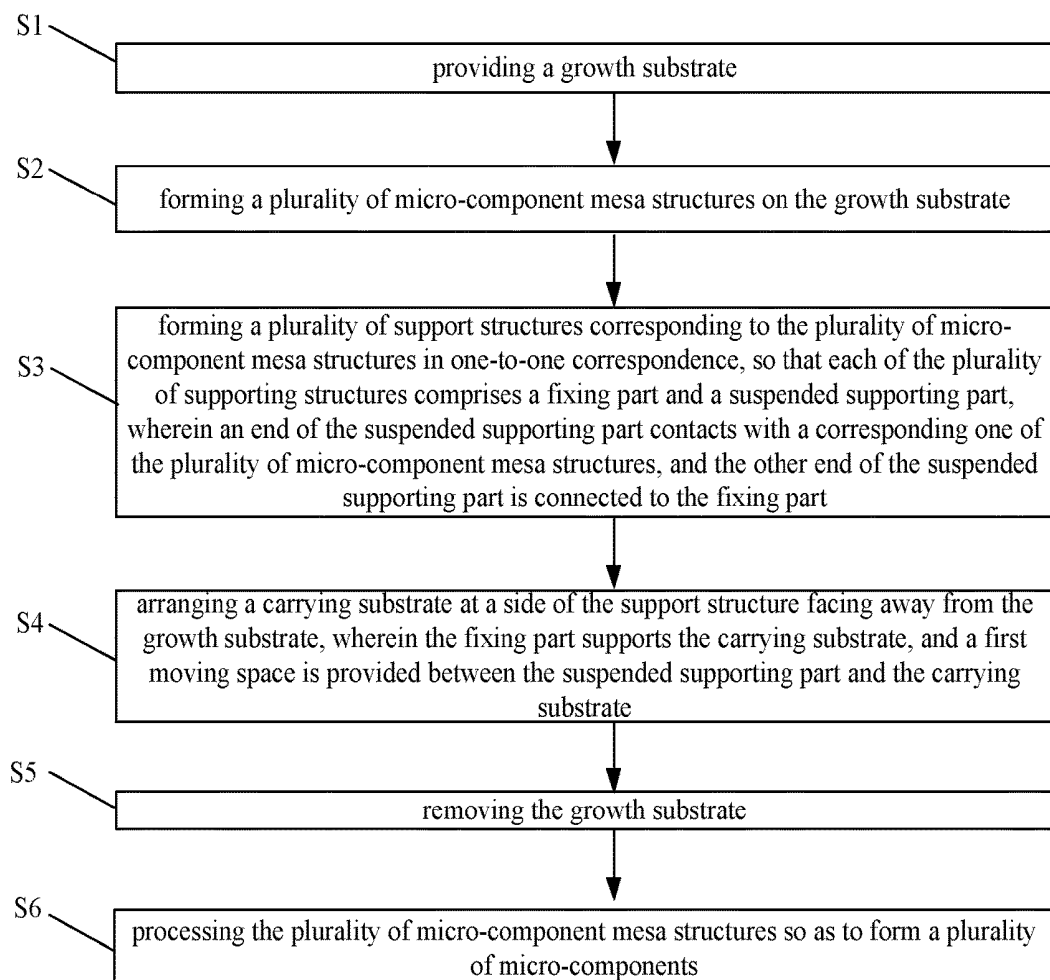 S1
providing a growth substrate
S2
forming a plurality of micro-component mesa structures on the growth substrate
S3
forming a plurality of support structures corresponding to the plurality of micro-
component mesa structures in one-to-one correspondence, so that each of the plurality
of supporting structures comprises a fixing part and a suspended supporting part,
wherein an end of the suspended supporting part contacts with a corresponding one of
the plurality of micro-component mesa structures, and the other end of the suspended
supporting part is connected to the fixing part
S4
arranging a carrying substrate at a side of the support structure facing away from the
growth substrate, wherein the fixing part supports the carrying substrate, and a first
moving space is provided between the suspended supporting part and the carrying
substrate
S5
removing the growth substrate
S6
processing the plurality of micro-component mesa structures so as to form a plurality
of micro-components